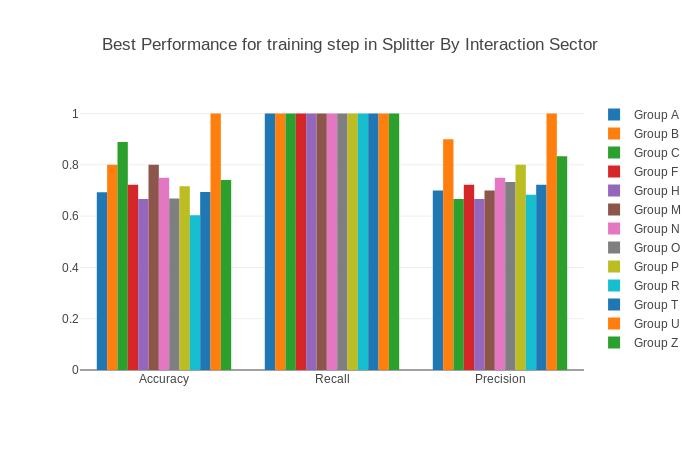 Best Performance for training step in Splitter By Interaction Sector
1
0.8
0.6
0.4
0.2
0
Accuracy
Recall
Precision
Group A
Group B
Group C
Group F
Group H
Group M
Group N
Group O
Group P
Group R
Group T
Group U
Group Z